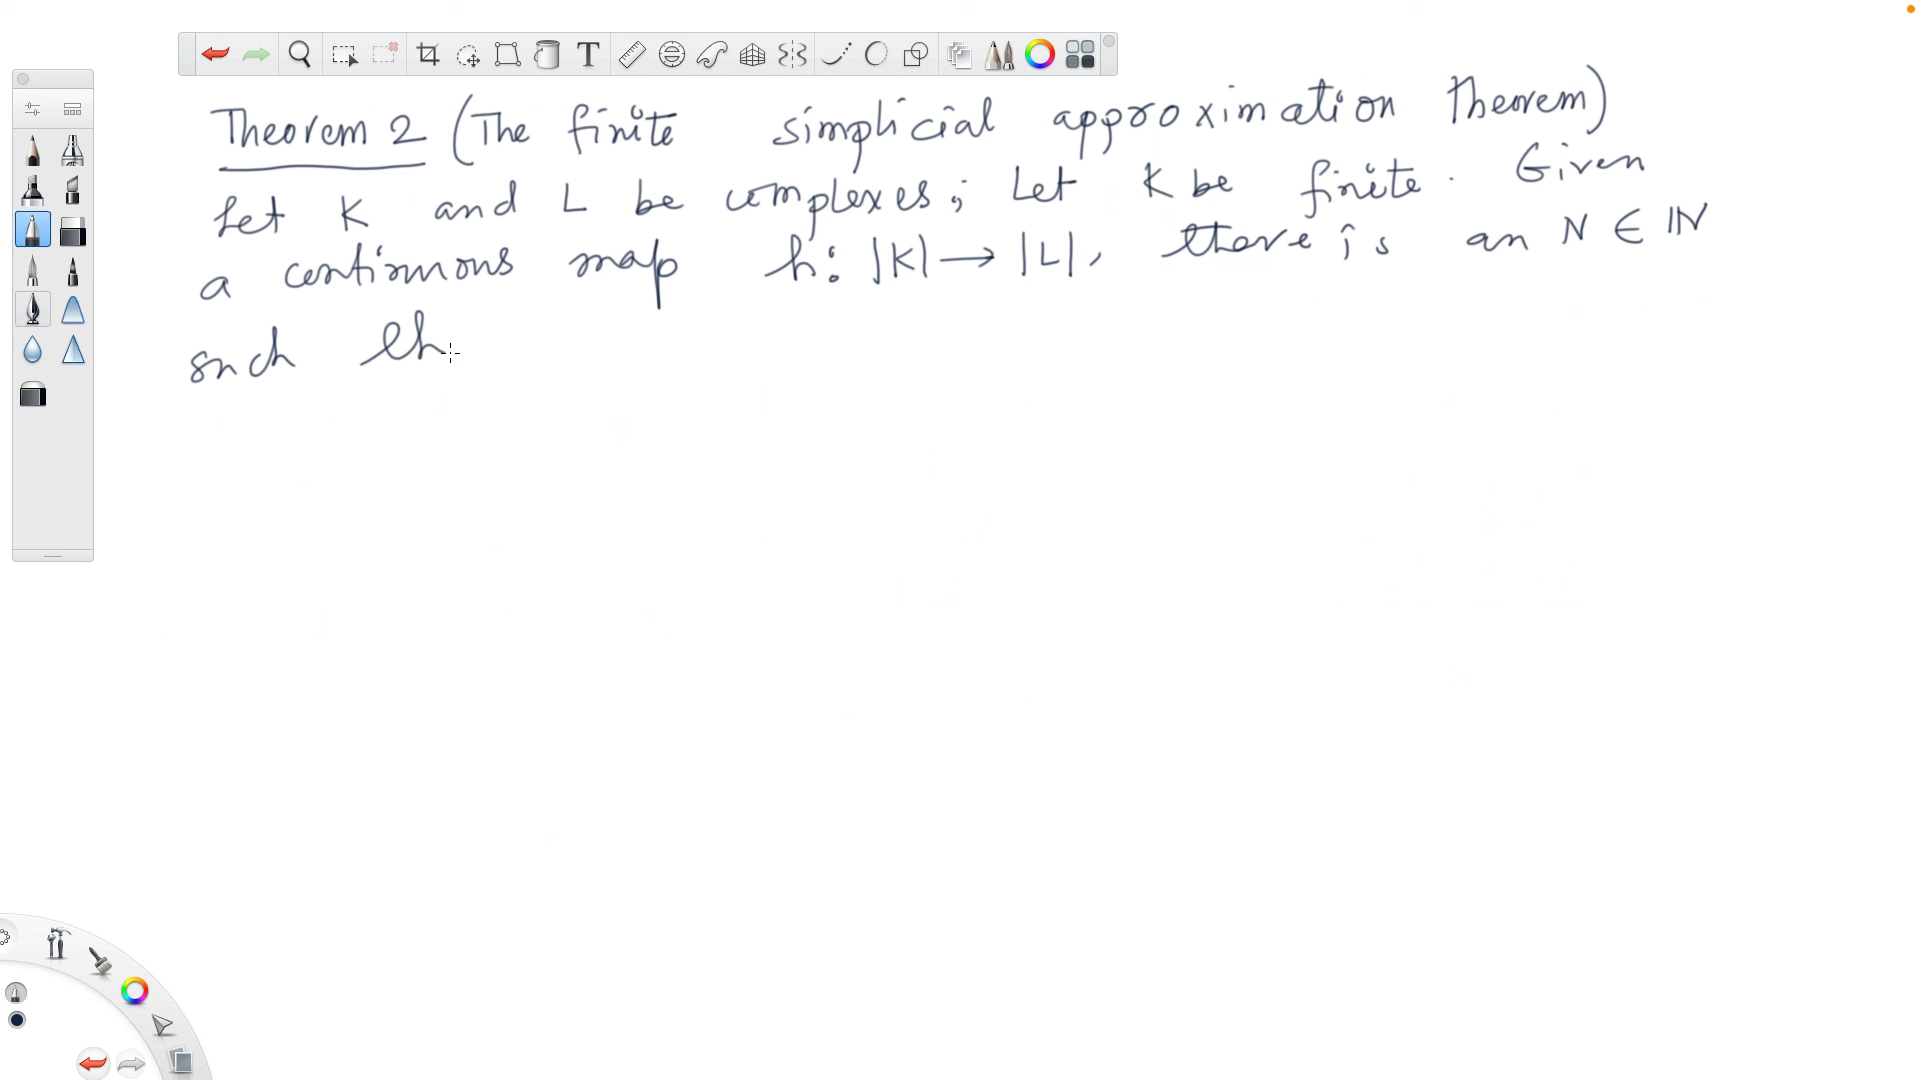 Theorem 2 (The finite simplicial approximation theorem)
Let K and L be complexes; Let K be finite. Given
a continuous map h: |K| → |L|, there is an N ∈ ℕ
such th